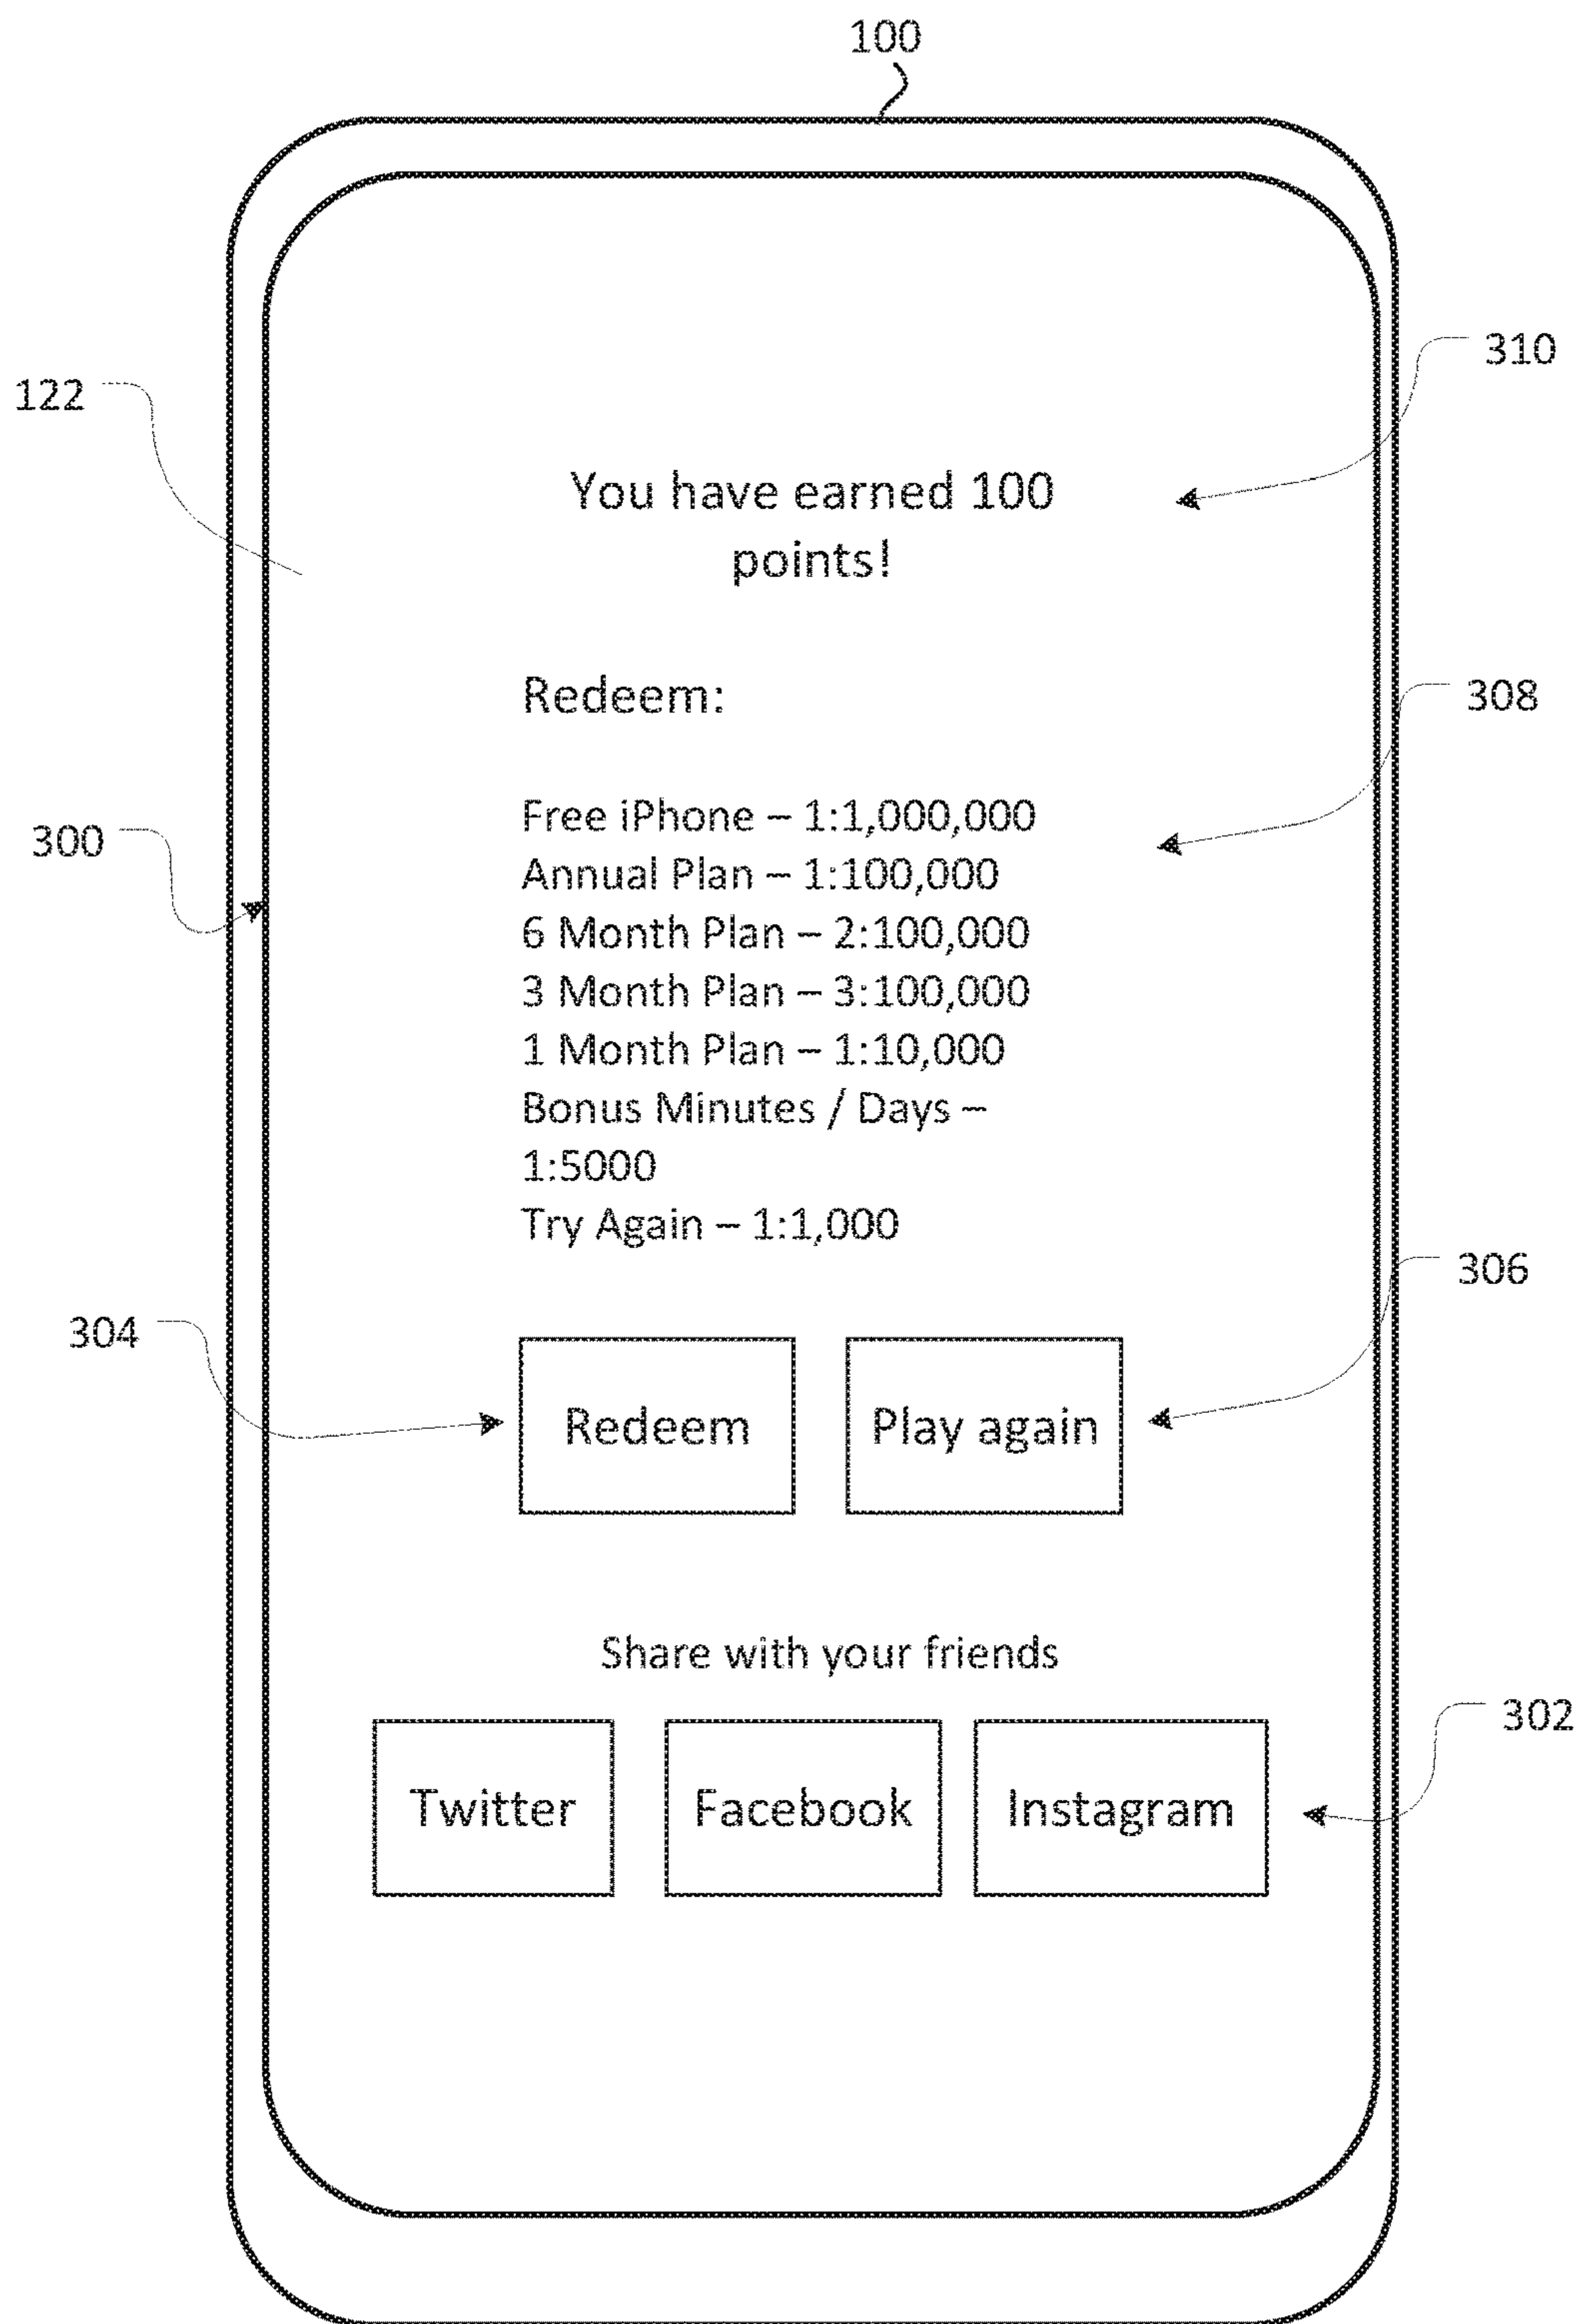 100
310
122
You have earned 100
points!
Redeem:
308
Free iPhone – 1:1,000,000
300
Annual Plan – 1:100,000
6 Month Plan – 2:100,000
3 Month Plan – 3:100,000
1 Month Plan – 1:10,000
Bonus Minutes / Days –
1:5000
Try Again – 1:1,000
306
304
Redeem
Play again
Share with your friends
302
Twitter
Facebook
Instagram